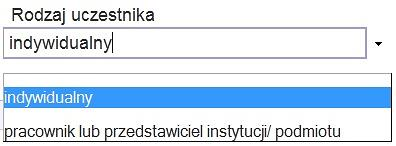 Rodzaj uczestnika
indywidualny
indywidualny
pracownik lub przedstawiciel instytucji/ podmiotu